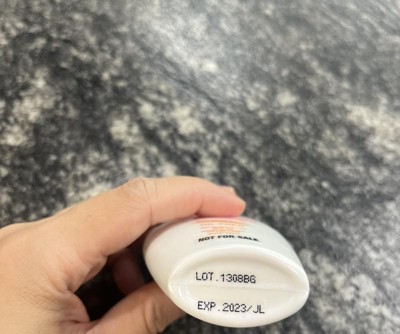 NOT FOR SALE
LOT.1308BG
EXP.2023/JL